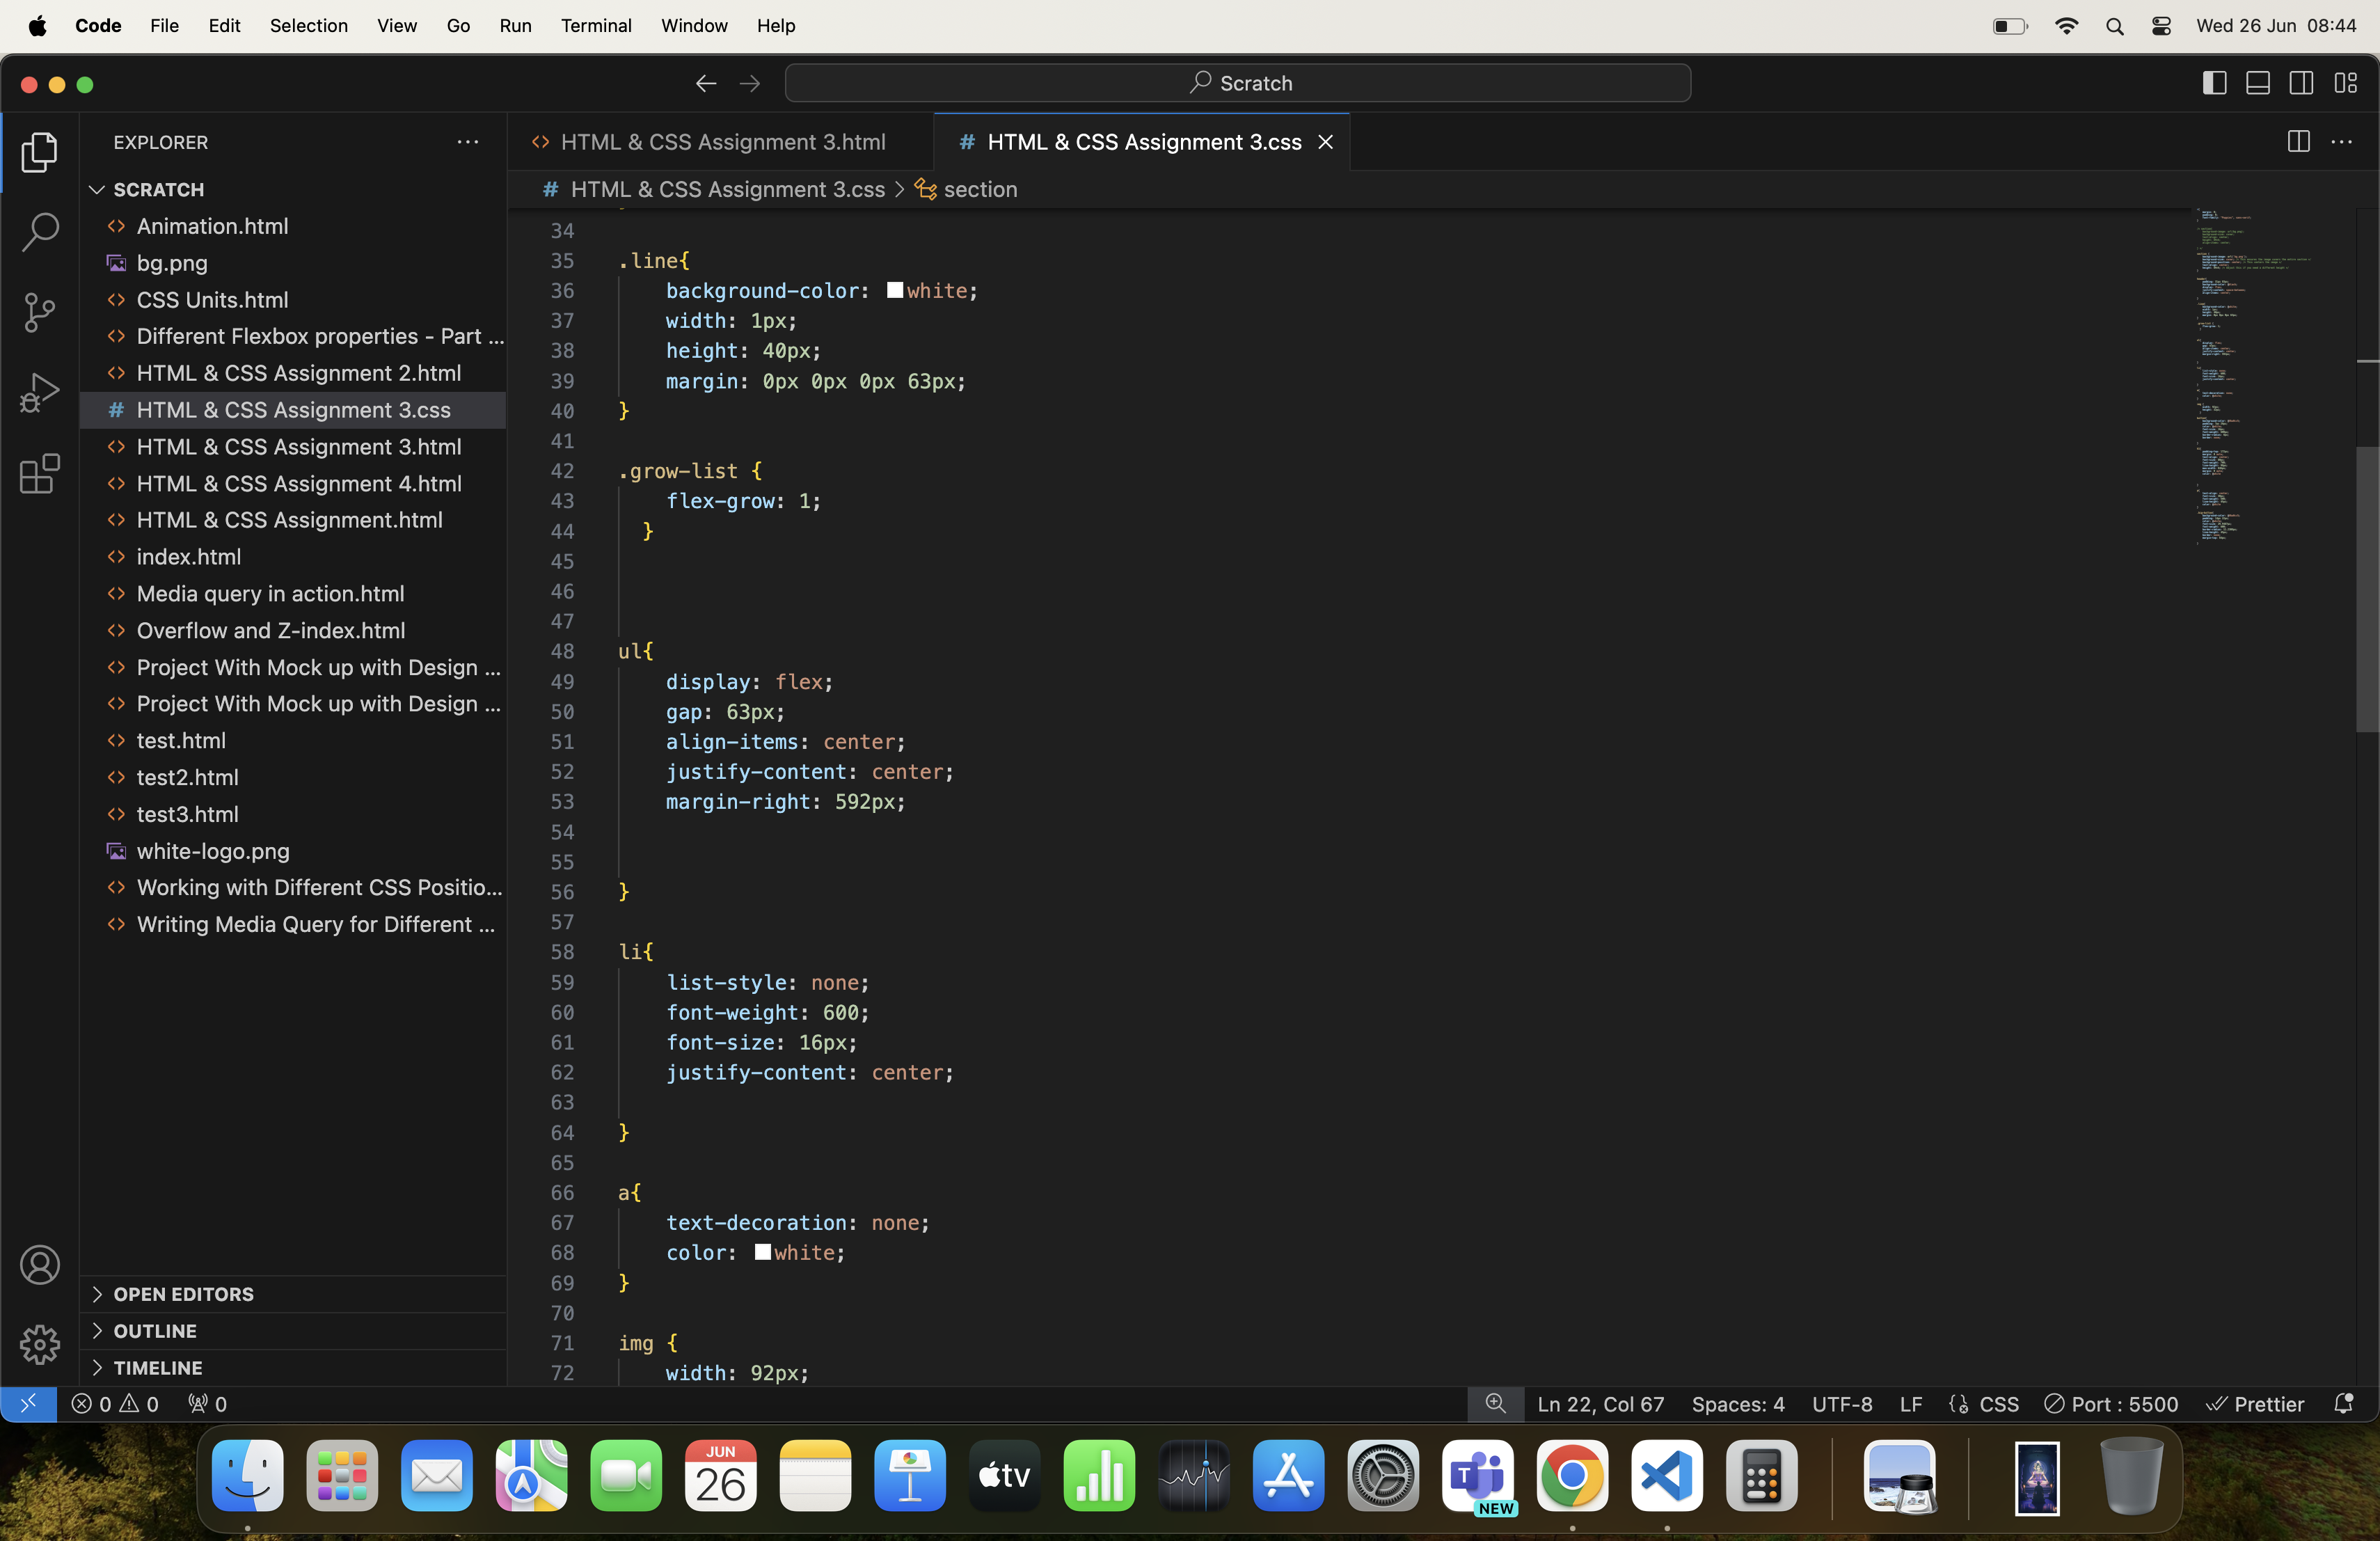 Code File Edit Selection View Go Run Terminal Window Help Wed 26 Jun 08:44
Scratch
EXPLORER
SCRATCH
Animation.html
bg.png
CSS Units.html
Different Flexbox properties - Part ...
HTML & CSS Assignment 2.html
HTML & CSS Assignment 3.css
HTML & CSS Assignment 3.html
HTML & CSS Assignment 4.html
HTML & CSS Assignment.html
index.html
Media query in action.html
Overflow and Z-index.html
Project With Mock up with Design ...
Project With Mock up with Design ...
test.html
test2.html
test3.html
white-logo.png
Working with Different CSS Positio...
Writing Media Query for Different ...
OPEN EDITORS
OUTLINE
TIMELINE
HTML & CSS Assignment 3.html # HTML & CSS Assignment 3.css
# HTML & CSS Assignment 3.css > section
34
35 .line{
36 background-color: white;
37 width: 1px;
38 height: 40px;
39 margin: 0px 0px 0px 63px;
40 }
41
42 .grow-list {
43 flex-grow: 1;
44 }
45
46
47
48 ul{
49 display: flex;
50 gap: 63px;
51 align-items: center;
52 justify-content: center;
53 margin-right: 592px;
54
55
56 }
57
58 li{
59 list-style: none;
60 font-weight: 600;
61 font-size: 16px;
62 justify-content: center;
63
64 }
65
66 a{
67 text-decoration: none;
68 color: white;
69 }
70
71 img {
72 width: 92px;
0 0 0 Ln 22, Col 67 Spaces: 4 UTF-8 LF CSS Port : 5500 Prettier
JUN
26
tv
T
NEW